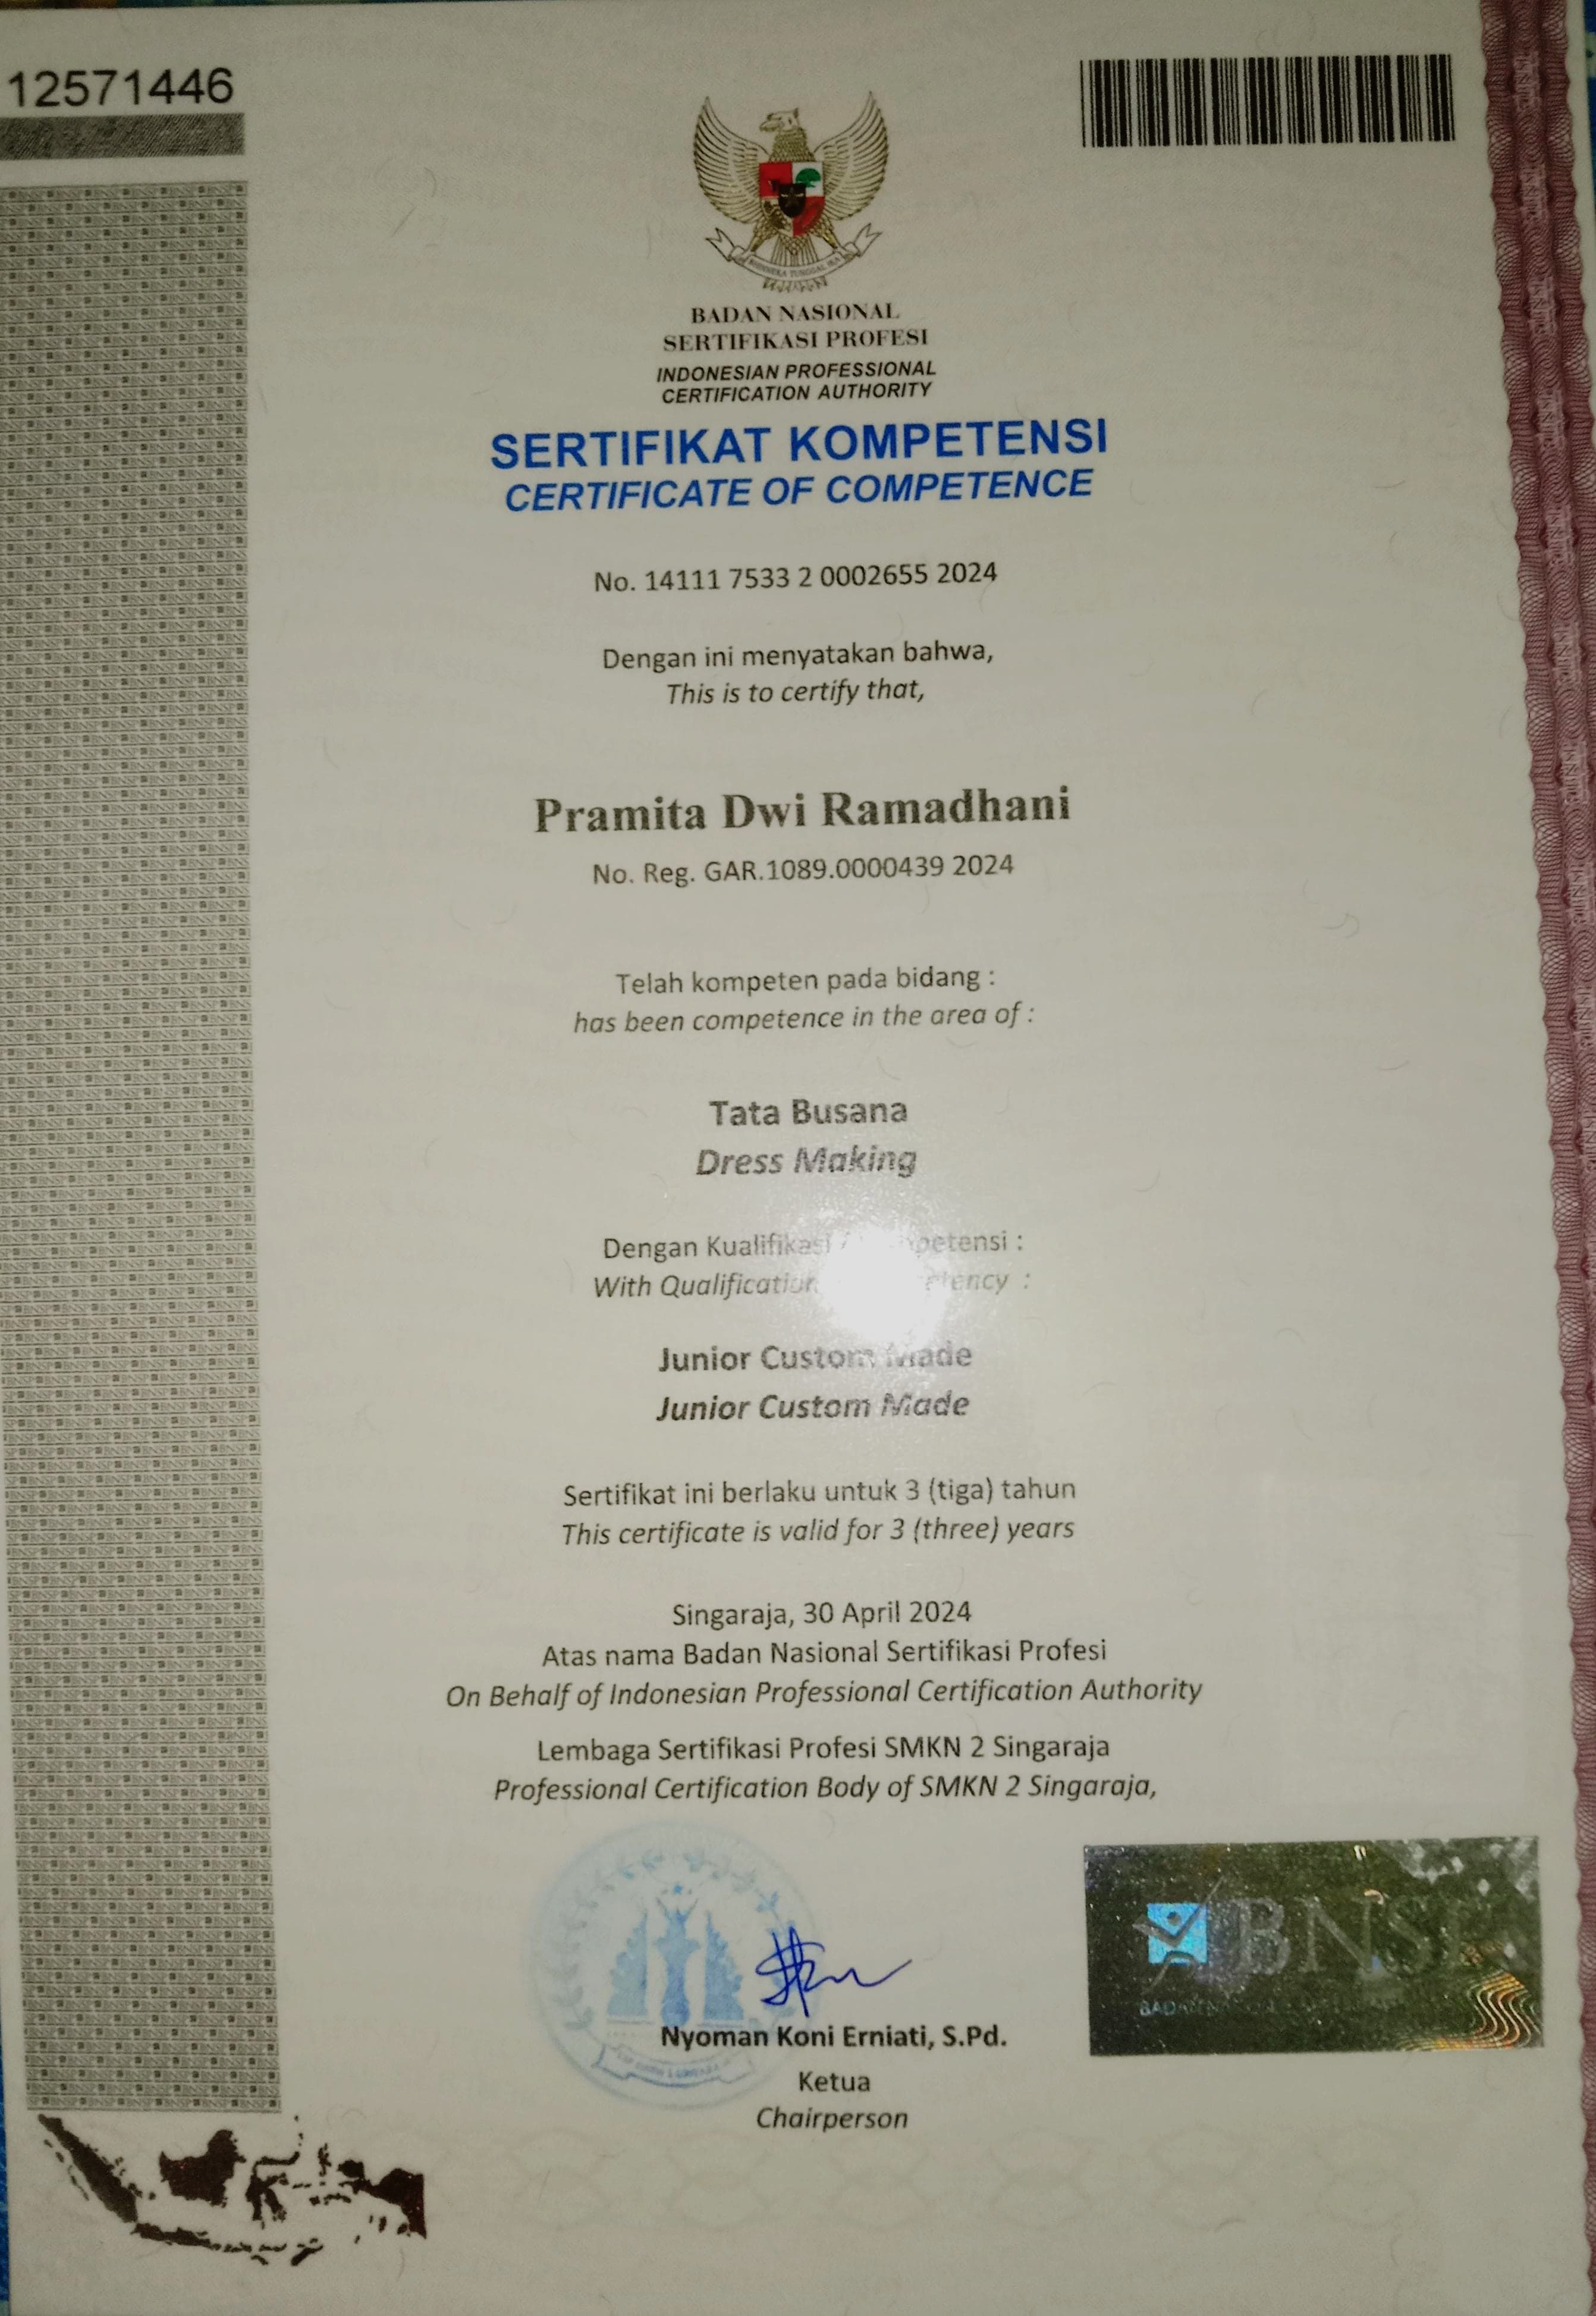 12571446
BHINNEKA TUNGGAL IKA
BADAN NASIONAL
SERTIFIKASI PROFESI
INDONESIAN PROFESSIONAL
CERTIFICATION AUTHORITY
SERTIFIKAT KOMPETENSI
CERTIFICATE OF COMPETENCE
No. 14111 7533 2 0002655 2024
Dengan ini menyatakan bahwa,
This is to certify that,
Pramita Dwi Ramadhani
No. Reg. GAR.1089.0000439 2024
Telah kompeten pada bidang :
has been competence in the area of :
Tata Busana
Dress Making
Dengan Kualifikasi / :
With Qualification :
Junior Custom Made
Junior Custom Made
Sertifikat ini berlaku untuk 3 (tiga) tahun
This certificate is valid for 3 (three) years
Singaraja, 30 April 2024
Atas nama Badan Nasional Sertifikasi Profesi
On Behalf of Indonesian Professional Certification Authority
Lembaga Sertifikasi Profesi SMKN 2 Singaraja
Professional Certification Body of SMKN 2 Singaraja,
BNSP
Nyoman Koni Erniati, S.Pd.
Ketua
Chairperson